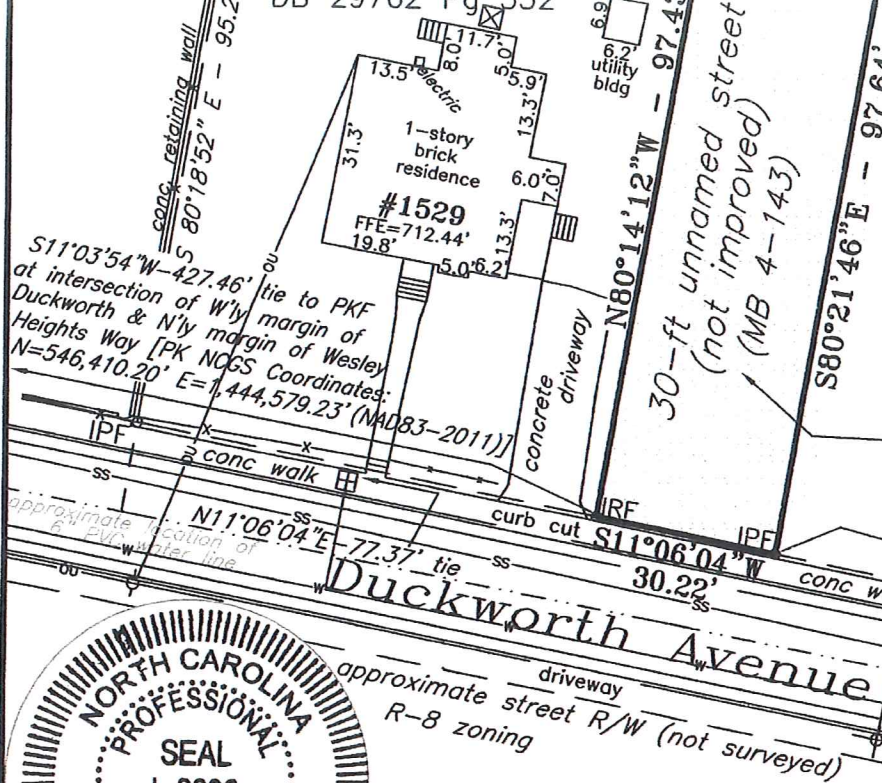 conc. retaining wall
S 80°18'52" E - 95.2
11.7'
8.0'
5.0'
5.9'
13.5'
electric
13.3'
31.3'
1-story
brick
residence
#1529
FFE=712.44'
19.8'
6.0'
7.0'
13.3'
5.0'
6.2'
6.9
6.2'
utility
bldg
N80°14'12"W - 97.43
30-ft unnamed street
(not improved)
(MB 4-143)
S80°21'46"E - 97.64'
S11°03'54"W-427.46' tie to PKF
at intersection of W'ly margin of
Duckworth & N'ly margin of Wesley
Heights Way [PK NCGS Coordinates:
N=546,410.20' E=1,444,579.23' (NAD83-2011)]
concrete
driveway
IPF
conc walk
SS
OU
x
IRF
IPF
curb cut
S11°06'04"W
30.22'
conc w
approximate location of
6" PVC water line
N11°06'04"E-77.37' tie
Duckworth Avenue
driveway
approximate street R/W (not surveyed)
R-8 zoning
NORTH CAROLINA
PROFESSIONAL
SEAL